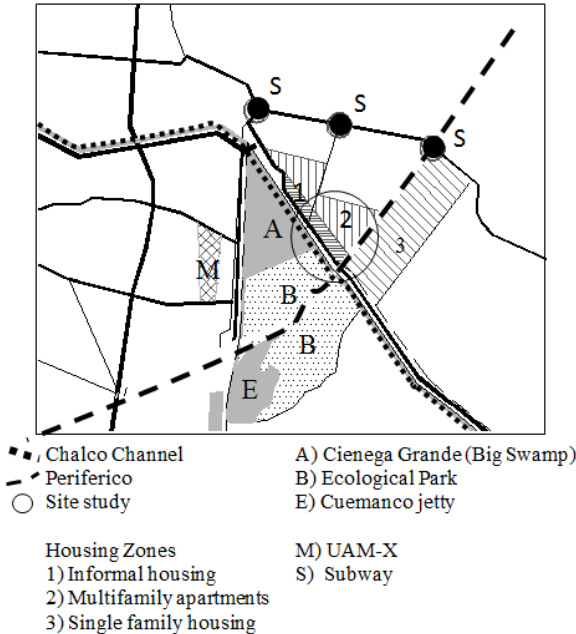 S
S
S
1
2
A
3
M
B
B
E
Chalco Channel
Periferico
Site study
A) Cienega Grande (Big Swamp)
B) Ecological Park
E) Cuemanco jetty
Housing Zones
1) Informal housing
2) Multifamily apartments
3) Single family housing
M) UAM-X
S) Subway